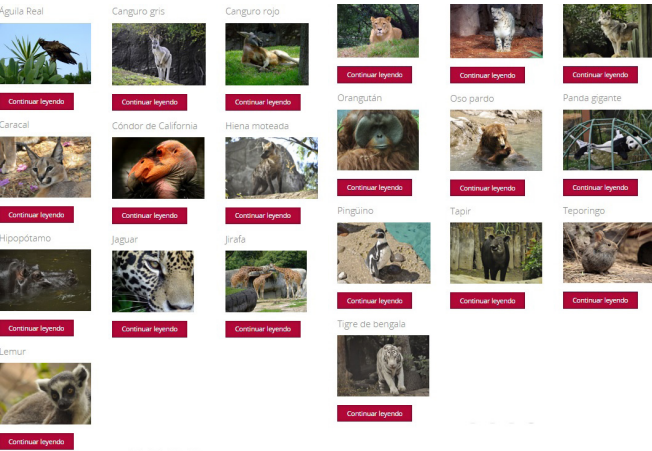 Águila Real
Canguro gris
Canguro rojo
Continuar leyendo
Continuar leyendo
Continuar leyendo
Caracal
Cóndor de California
Hiena moteada
Continuar leyendo
Continuar leyendo
Continuar leyendo
Hipopótamo
Jaguar
Jirafa
Continuar leyendo
Continuar leyendo
Continuar leyendo
Lemur
Continuar leyendo
Continuar leyendo
Continuar leyendo
Continuar leyendo
Orangután
Oso pardo
Panda gigante
Continuar leyendo
Continuar leyendo
Continuar leyendo
Pingüino
Tapir
Teporingo
Continuar leyendo
Continuar leyendo
Continuar leyendo
Tigre de bengala
Continuar leyendo